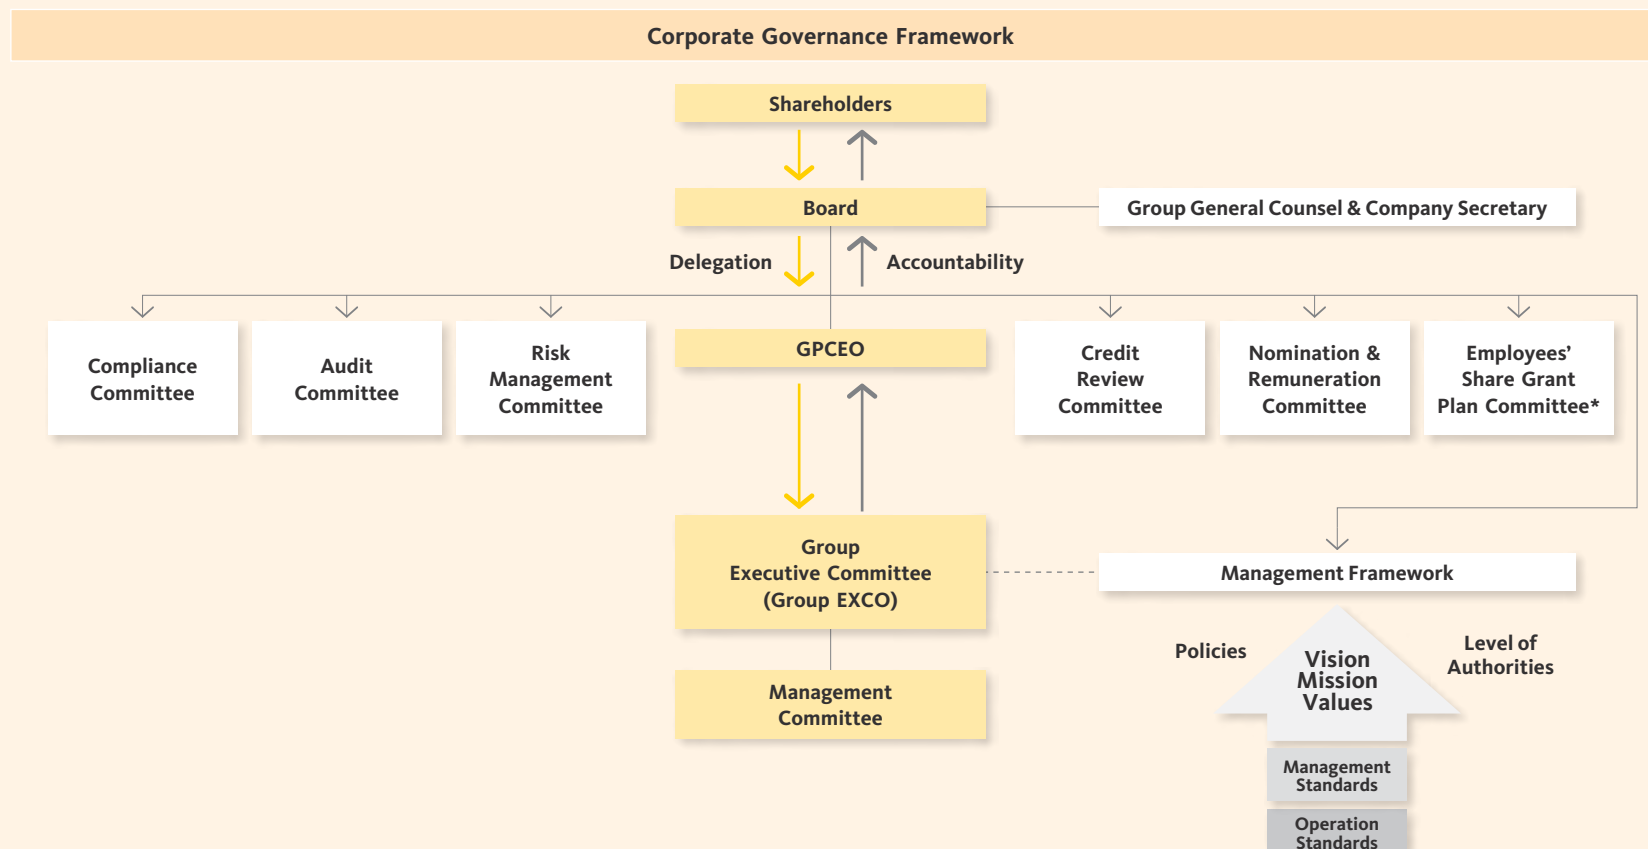 Corporate Governance Framework
Shareholders
Board
Group General Counsel & Company Secretary
Delegation
Accountability
Compliance
Committee
Audit
Committee
Risk
Management
Committee
GPCEO
Credit
Review
Committee
Nomination &
Remuneration
Committee
Employees’
Share Grant
Plan Committee*
Group
Executive Committee
(Group EXCO)
Management Framework
Policies
Vision
Mission
Values
Level of
Authorities
Management
Committee
Management
Standards
Operation
Standards